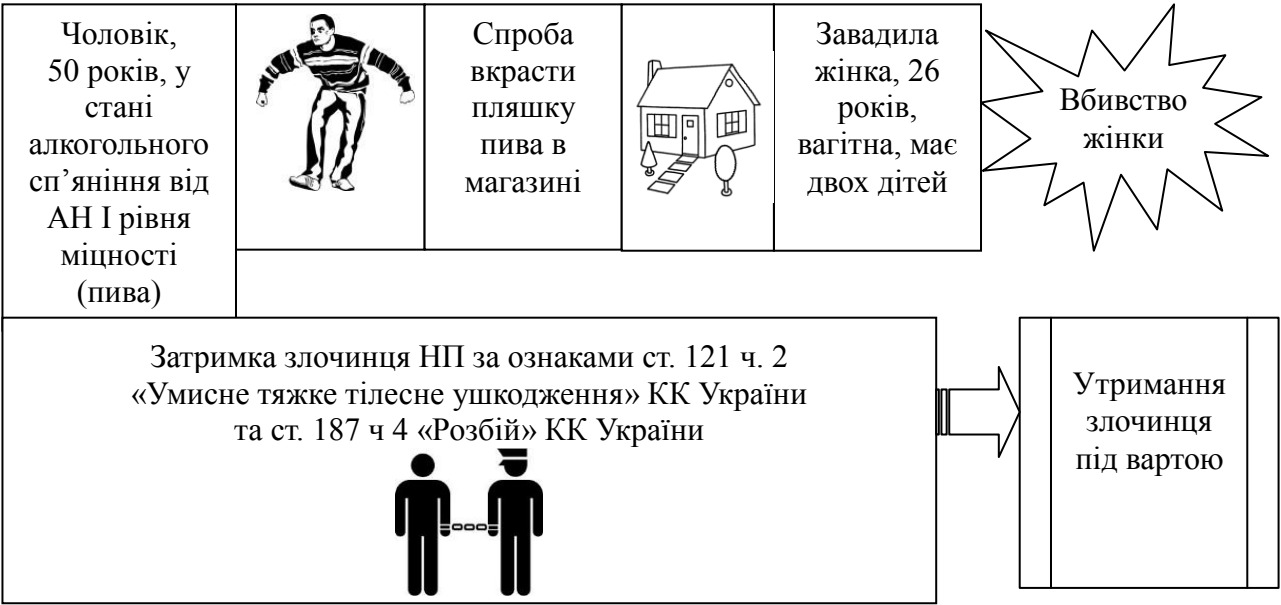 Чоловік,
50 років, у
стані
алкогольного
сп’яніння від
АН І рівня
міцності
(пива)
Спроба
вкрасти
пляшку
пива в
магазині
Завадила
жінка, 26
років,
вагітна, має
двох дітей
Вбивство
жінки
Затримка злочинця НП за ознаками ст. 121 ч. 2
«Умисне тяжке тілесне ушкодження» КК України
та ст. 187 ч 4 «Розбій» КК України
Утримання
злочинця
під вартою